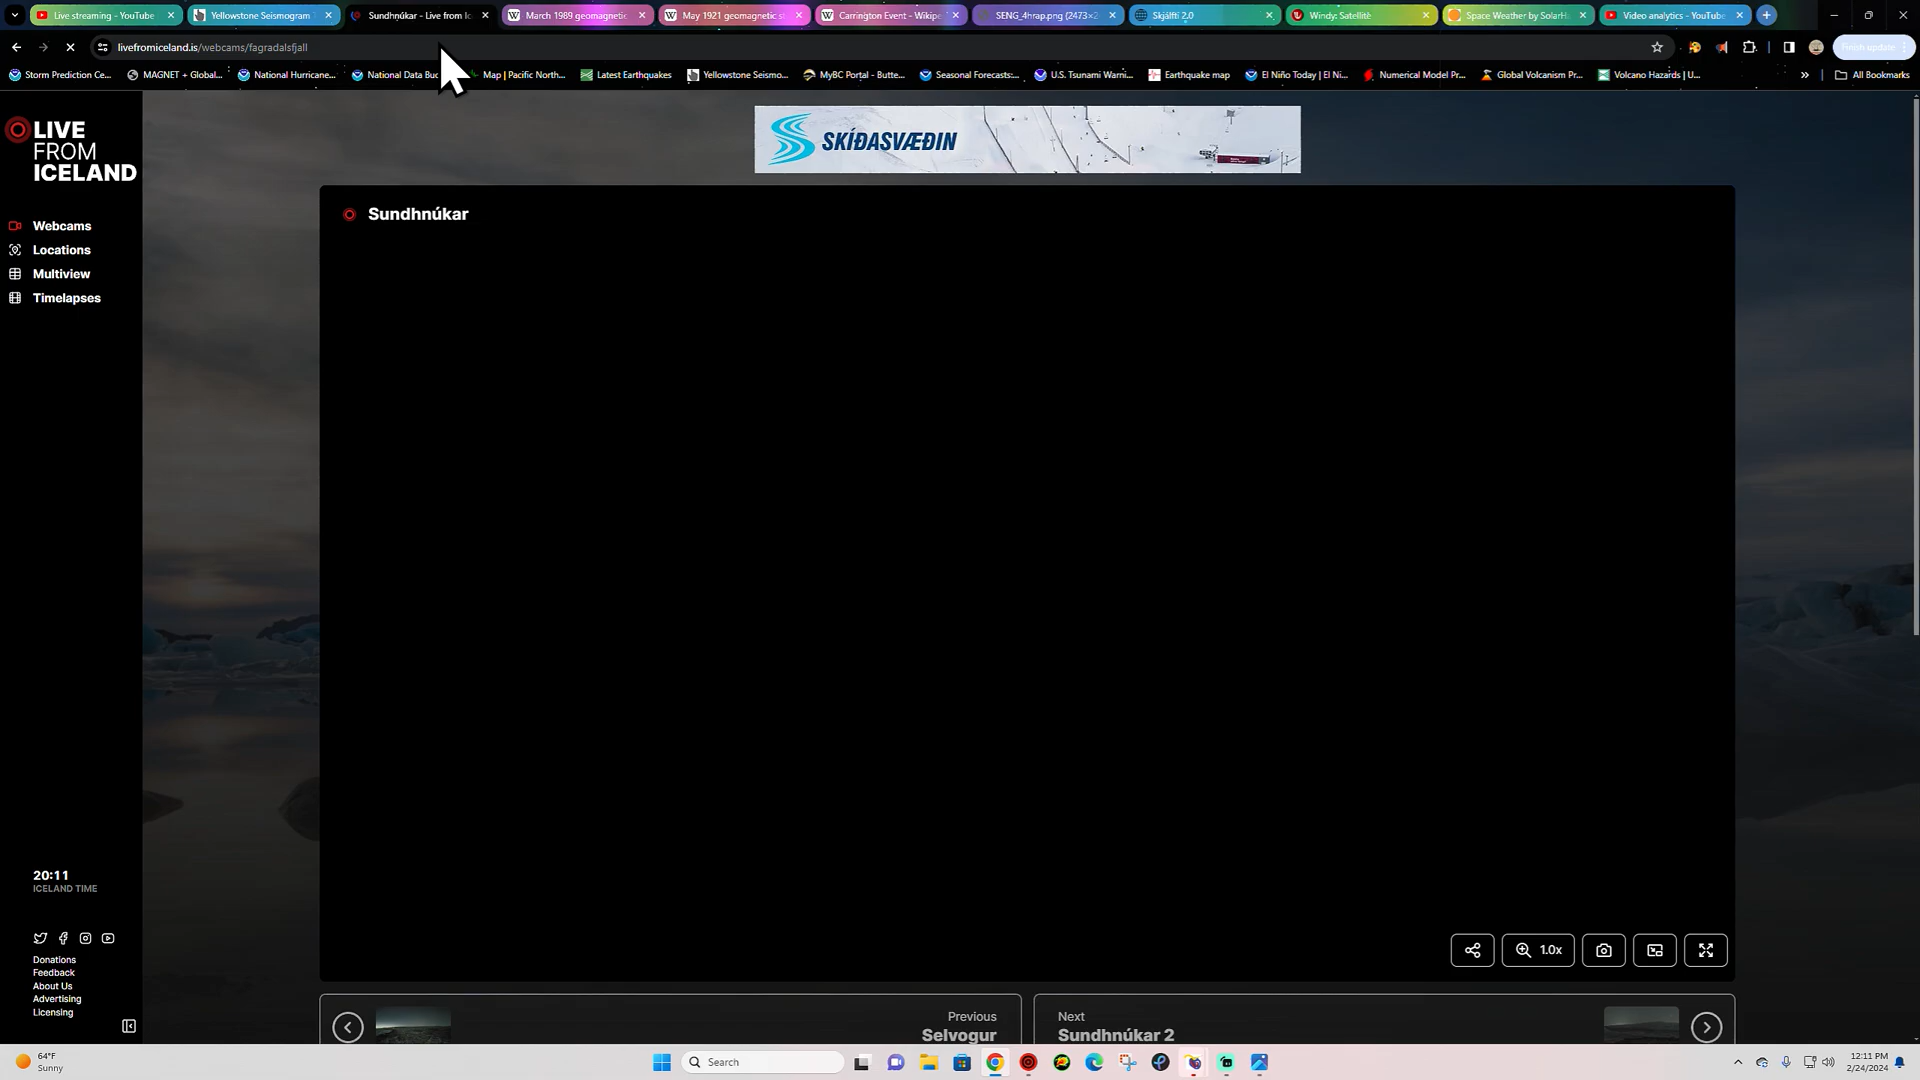 Live streaming - YouTube
Yellowstone Seismogram
Sundhnúkar - Live from Ic
March 1989 geomagnetic
May 1921 geomagnetic st
Carrington Event - Wikipe
SENG_4hrap.png (2473×2
Skjálfti 2.0
Windy: Satellite
Space Weather by SolarHa
Video analytics - YouTube
livefromiceland.is/webcams/fagradalsfjall
Finish update
Storm Prediction Ce...
MAGNET + Global...
National Hurricane...
National Data Buo
Map | Pacific North...
Latest Earthquakes
Yellowstone Seismo...
MyBC Portal - Butte...
Seasonal Forecasts:...
U.S. Tsunami Warni...
Earthquake map
El Niño Today | El Ni...
Numerical Model Pr...
Global Volcanism Pr...
Volcano Hazards | U...
All Bookmarks
LIVE
FROM
ICELAND
SKÍÐASVÆÐIN
Sundhnúkar
Webcams
Locations
Multiview
Timelapses
20:11
ICELAND TIME
Donations
Feedback
About Us
Advertising
Licensing
1.0x
Previous
Selvogur
Next
Sundhnúkar 2
64°F
Sunny
Search
12:11 PM
2/24/2024